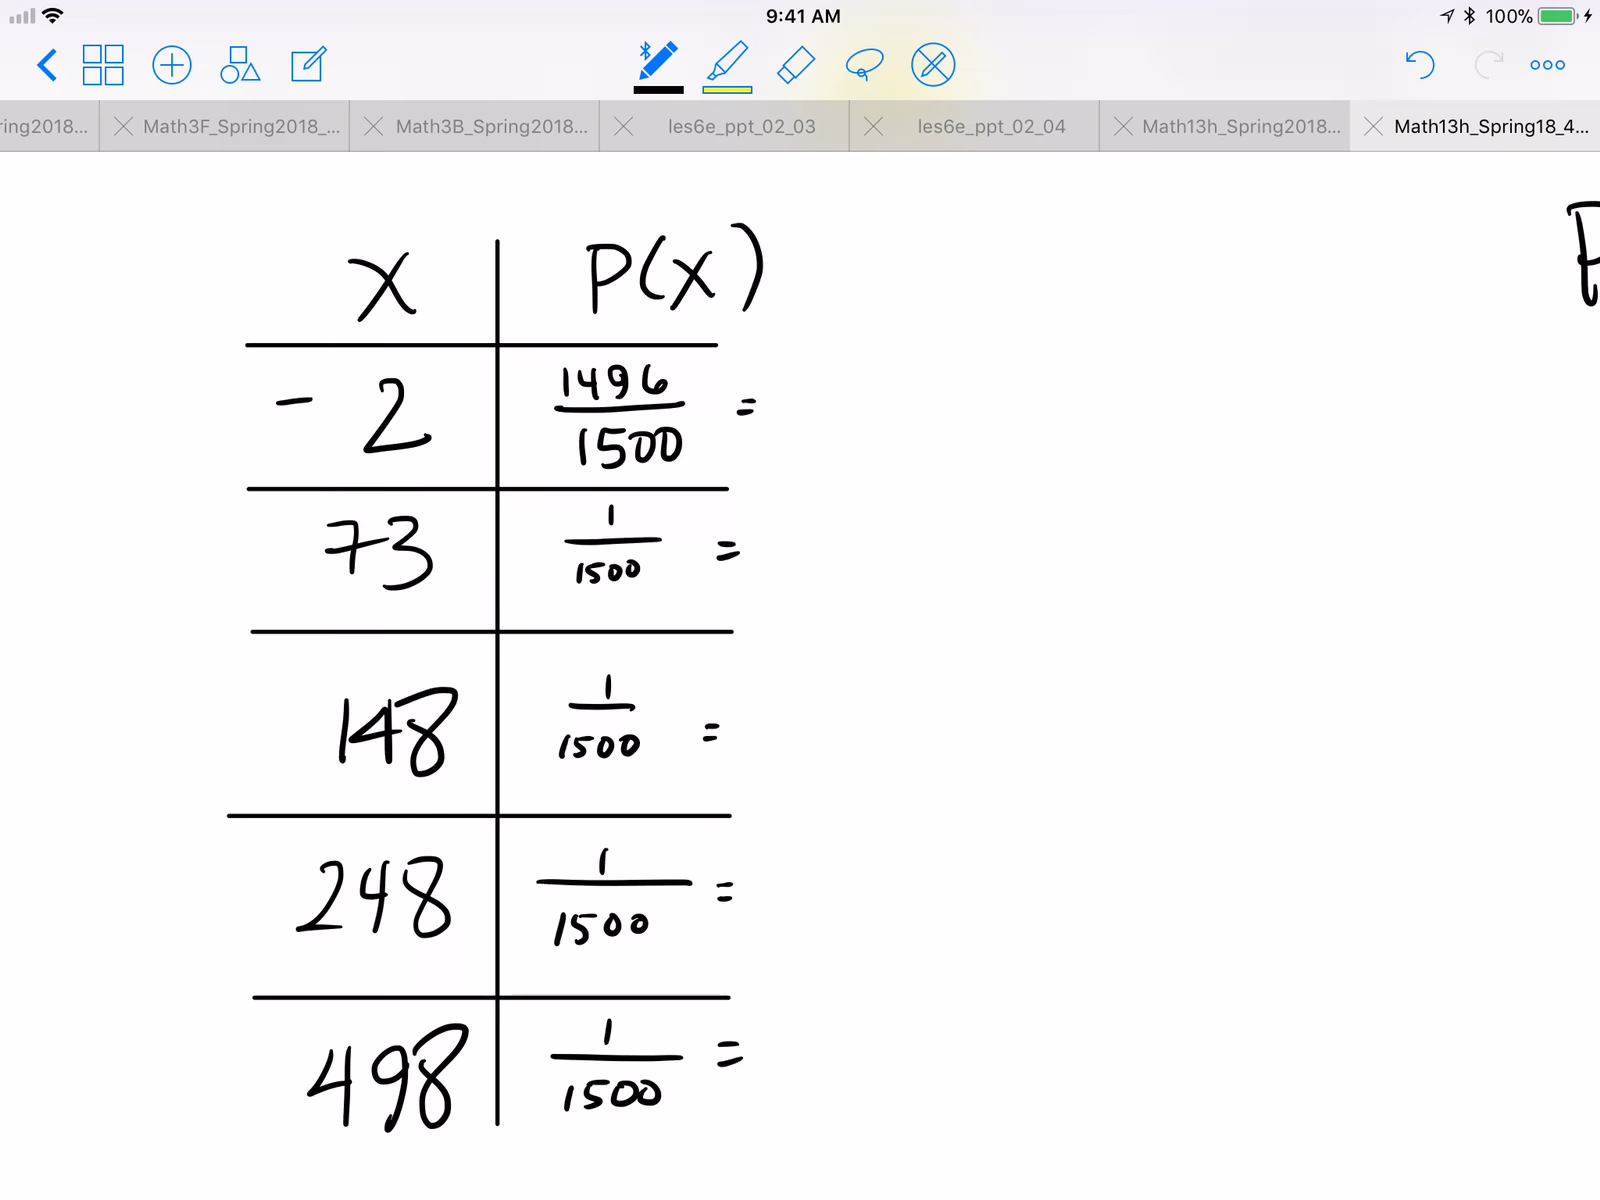 9:41 AM
100%
ring2018...
Math3F_Spring2018_...
Math3B_Spring2018...
les6e_ppt_02_03
les6e_ppt_02_04
Math13h_Spring2018...
Math13h_Spring18_4...
X P(X)
- 2 1496/1500 =
73 1/1500 =
148 1/1500 =
248 1/1500 =
498 1/1500 =